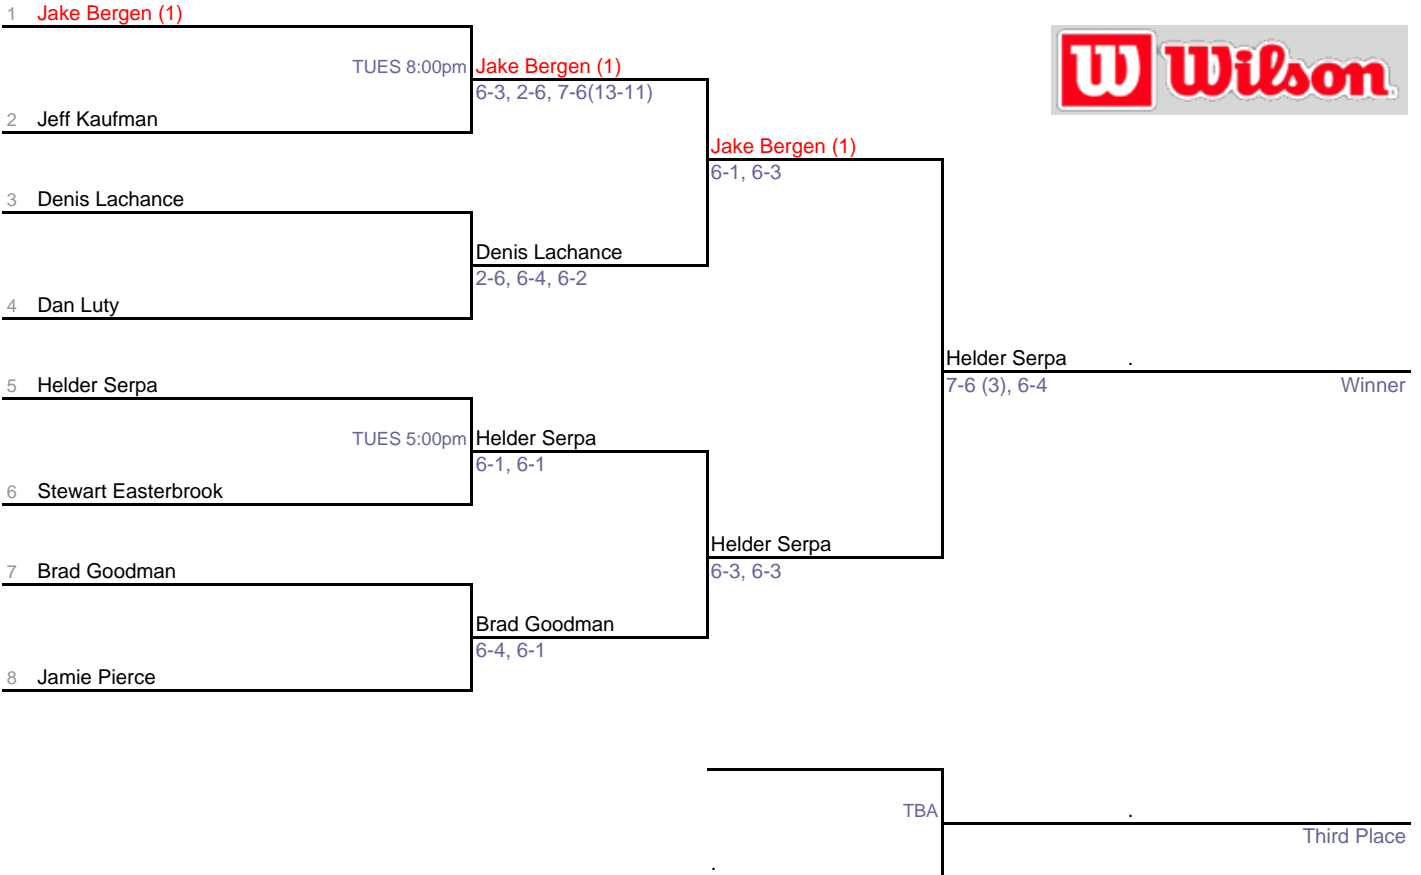 1 Jake Bergen (1)
W Wilson
TUES 8:00pm Jake Bergen (1)
6-3, 2-6, 7-6(13-11)
2 Jeff Kaufman
Jake Bergen (1)
6-1, 6-3
3 Denis Lachance
Denis Lachance
2-6, 6-4, 6-2
4 Dan Luty
Helder Serpa .
5 Helder Serpa
7-6 (3), 6-4 Winner
TUES 5:00pm Helder Serpa
6-1, 6-1
6 Stewart Easterbrook
Helder Serpa
7 Brad Goodman
6-3, 6-3
Brad Goodman
6-4, 6-1
8 Jamie Pierce
TBA .
Third Place
.